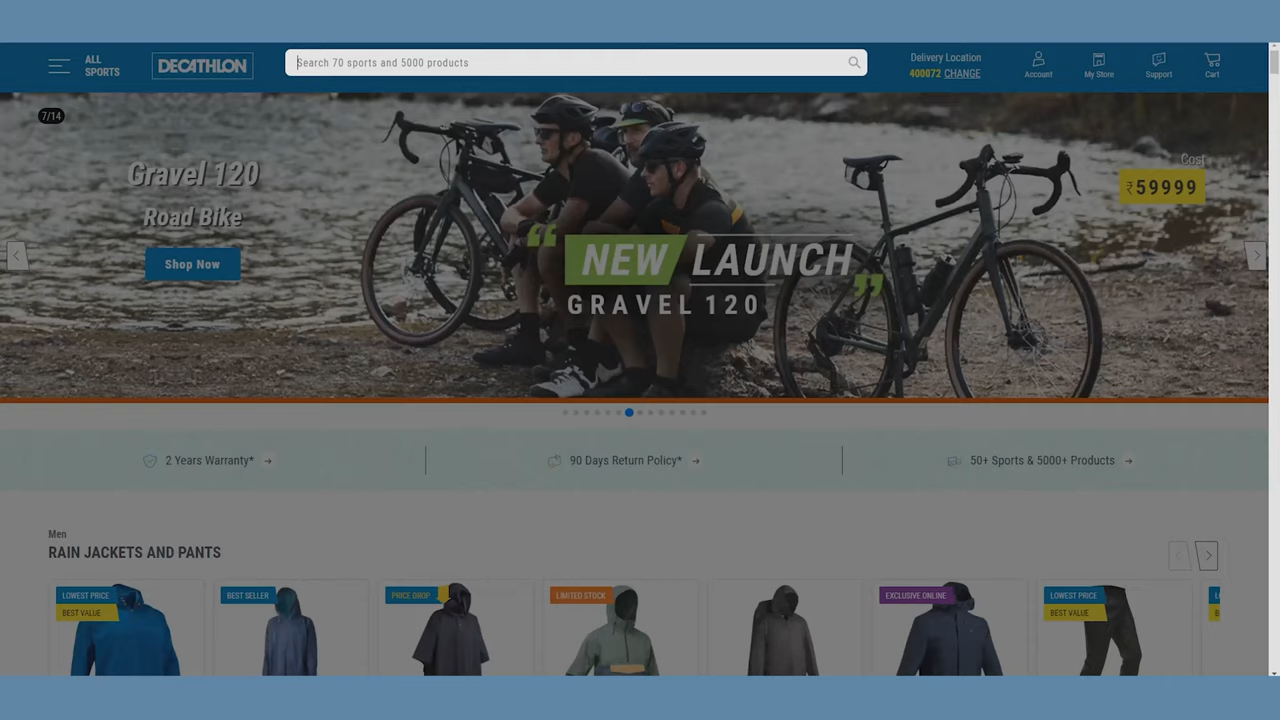 ALL
SPORTS
DECATHLON
Search 70 sports and 5000 products
Delivery Location
400072 CHANGE
Account
My Store
Support
Cart
7/14
Gravel 120
Road Bike
Shop Now
Cost
₹59999
“NEW LAUNCH”
GRAVEL 120
2 Years Warranty*
90 Days Return Policy*
50+ Sports & 5000+ Products
Men
RAIN JACKETS AND PANTS
LOWEST PRICE
BEST VALUE
BEST SELLER
PRICE DROP
LIMITED STOCK
EXCLUSIVE ONLINE
LOWEST PRICE
BEST VALUE